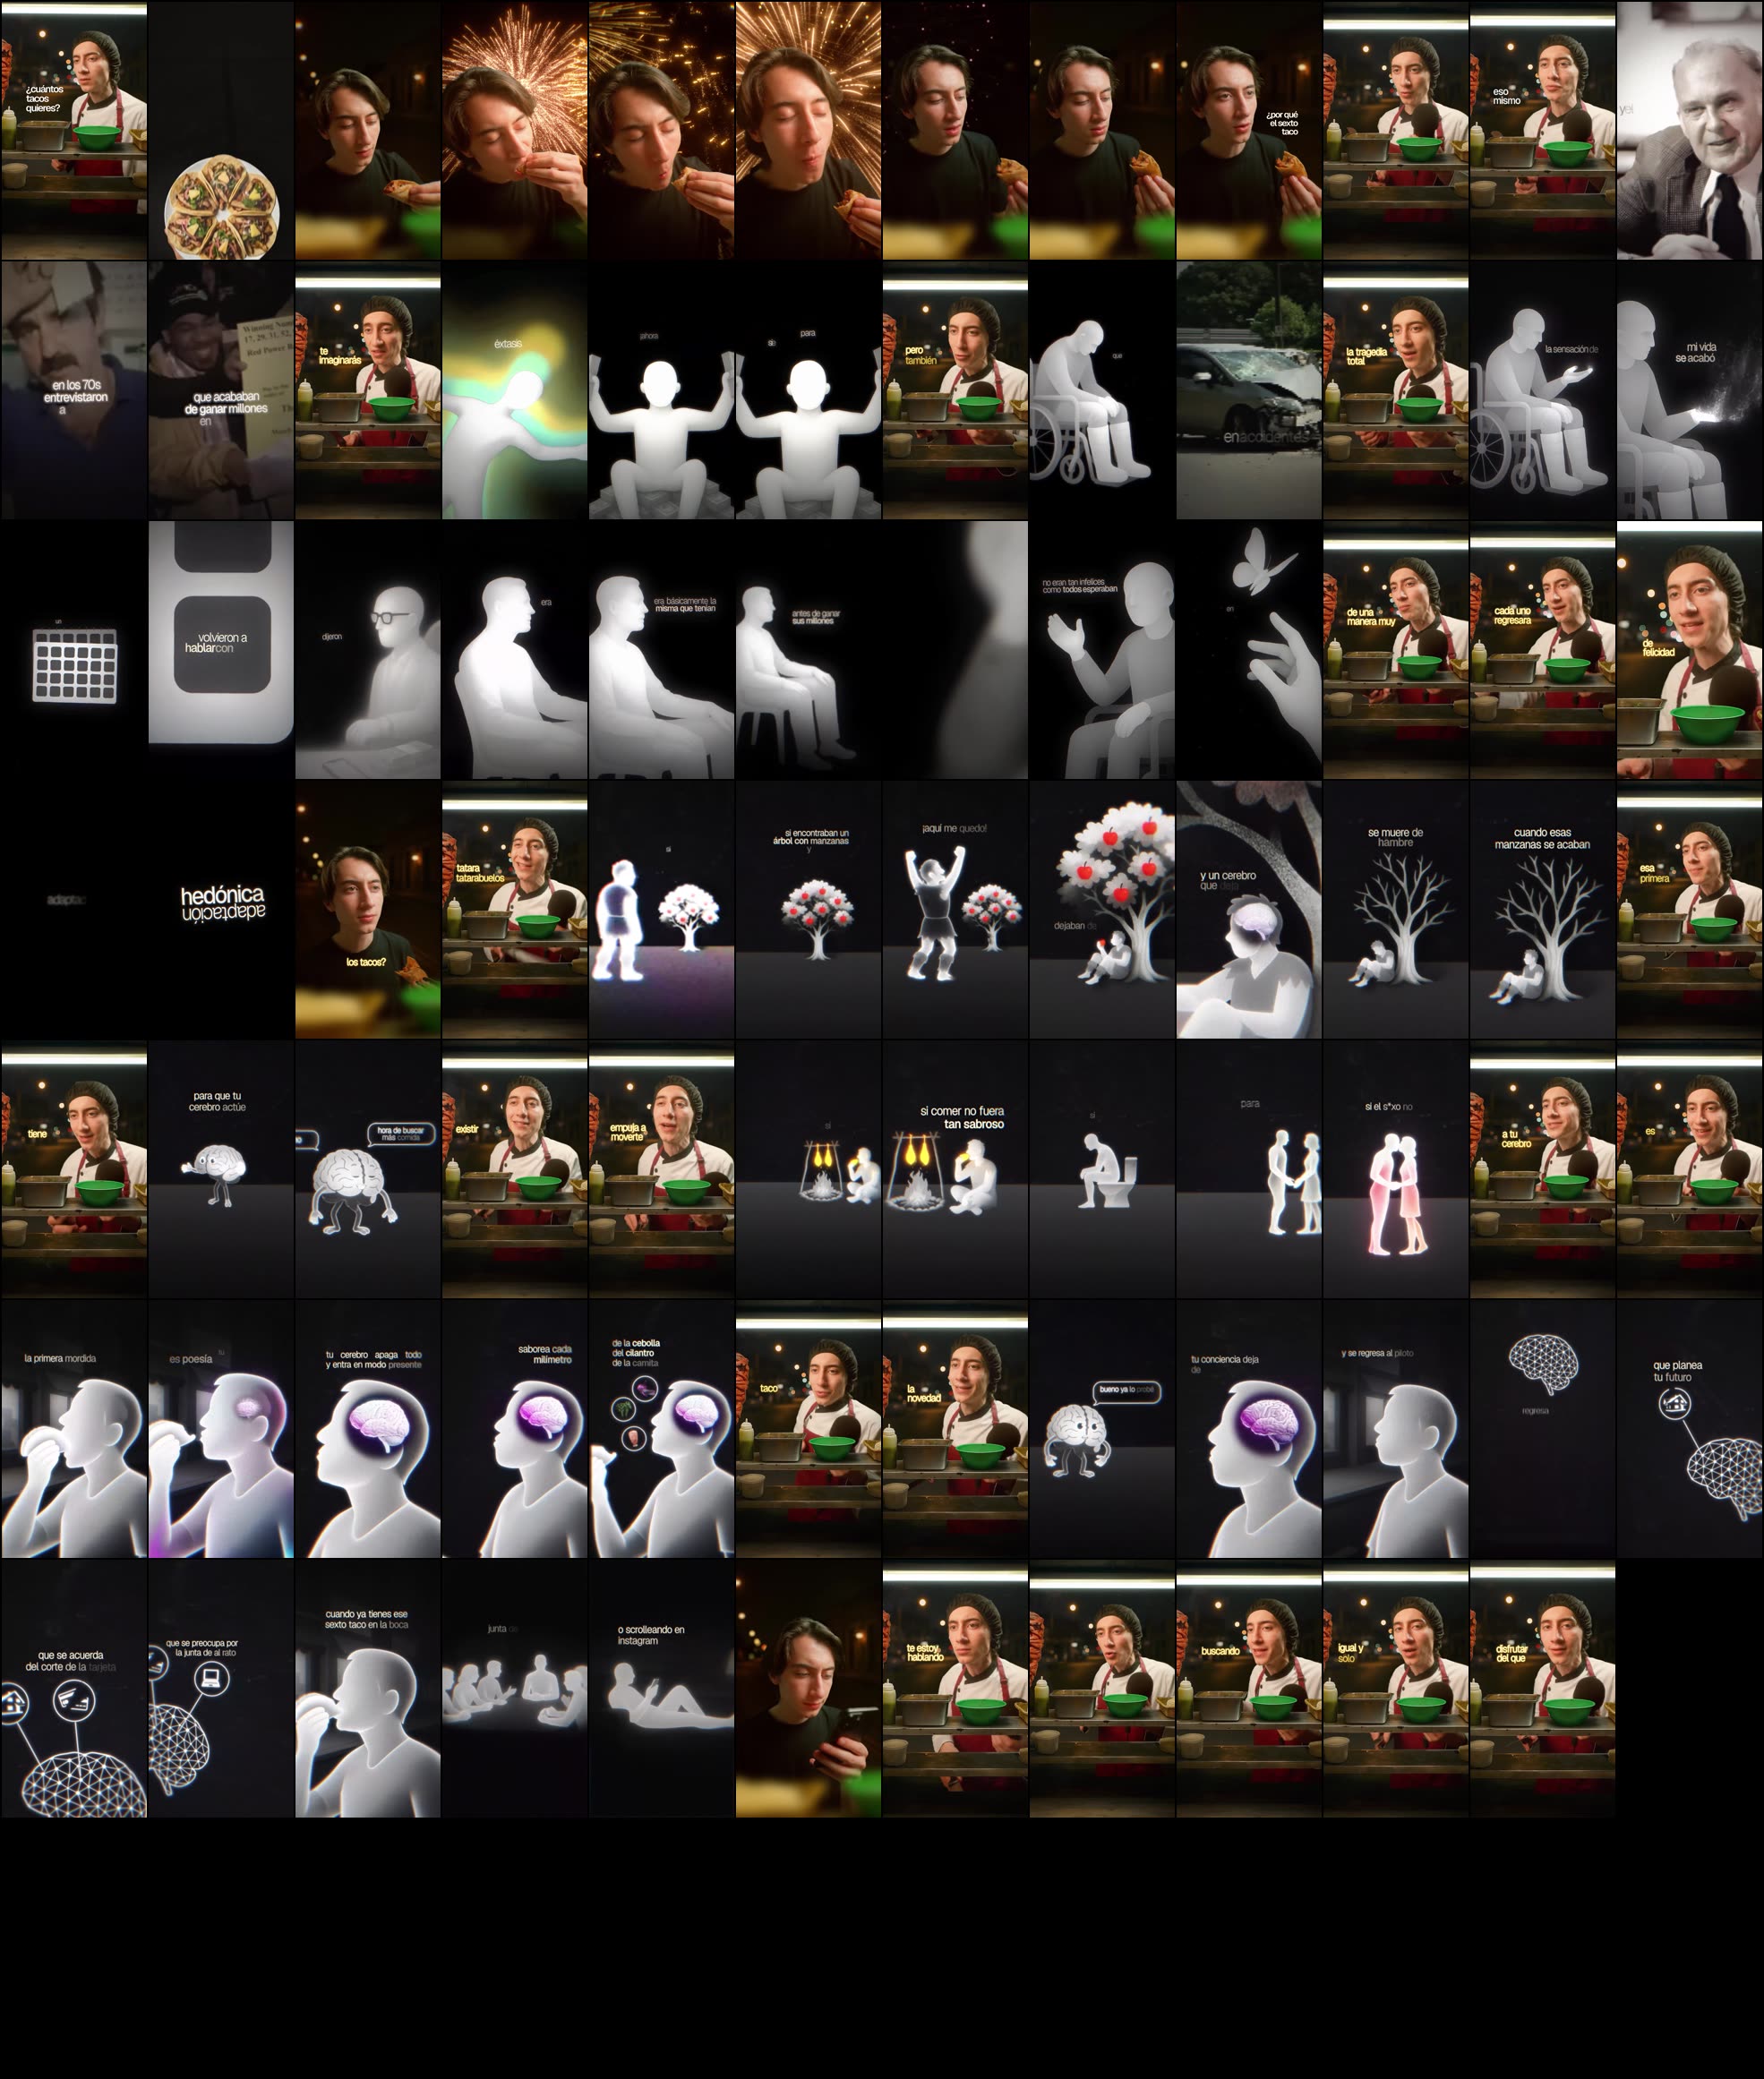 ¿cuántos
tacos
quieres?
¿por qué
el sexto
taco
eso
mismo
en los 70s
entrevistaron
a
que acababan
de ganar millones
en
te
imaginarás
éxtasis
ahora
para
pero
también
que
en accidentes
la tragedia
total
la sensación de
mi vida
se acabó
un
volvieron a
hablar con
dijeron
era
era básicamente la
misma que tenían
antes de ganar
sus millones
no eran tan infelices
como todos esperaban
en
de una
manera muy
cada uno
regresara
de
felicidad
hedónica
adaptación
los tacos?
tatara
tatarabuelos
si
si encontraban un
árbol con manzanas
y
¡aquí me quedo!
dejaban
y un cerebro
que deja
se muere de
hambre
cuando esas
manzanas se acaban
esa
primera
tiene
para que tu
cerebro actúe
hora de buscar
más comida
existir
empuja a
moverte
si
si comer no fuera
tan sabroso
si
para
si el s*xo no
a tu
cerebro
es
la primera mordida
es poesía
tu cerebro apaga todo
y entra en modo presente
saborea cada
milímetro
de la cebolla
del cilantro
de la carnita
taco
la
novedad
bueno ya lo probé
tu conciencia deja
de
y se regresa al piloto
regresa
que planea
tu futuro
que se acuerda
del corte de la tarjeta
que se preocupa por
la junta de al rato
cuando ya tienes ese
sexto taco en la boca
junta
o scrolleando en
instagram
te estoy
hablando
buscando
igual y
solo
disfrutar
del que